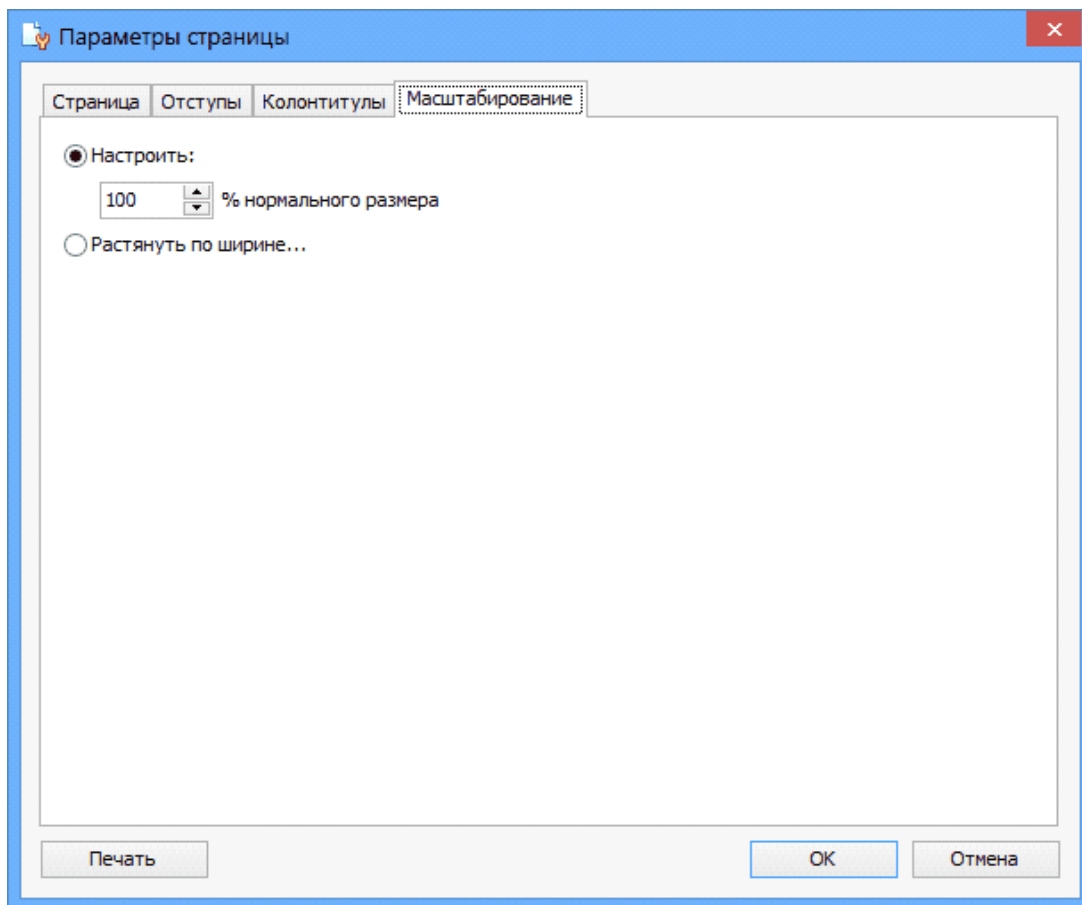 Параметры страницы
Страница Отступы Колонтитулы Масштабирование
Настроить:
100 % нормального размера
Растянуть по ширине...
Печать OK Отмена